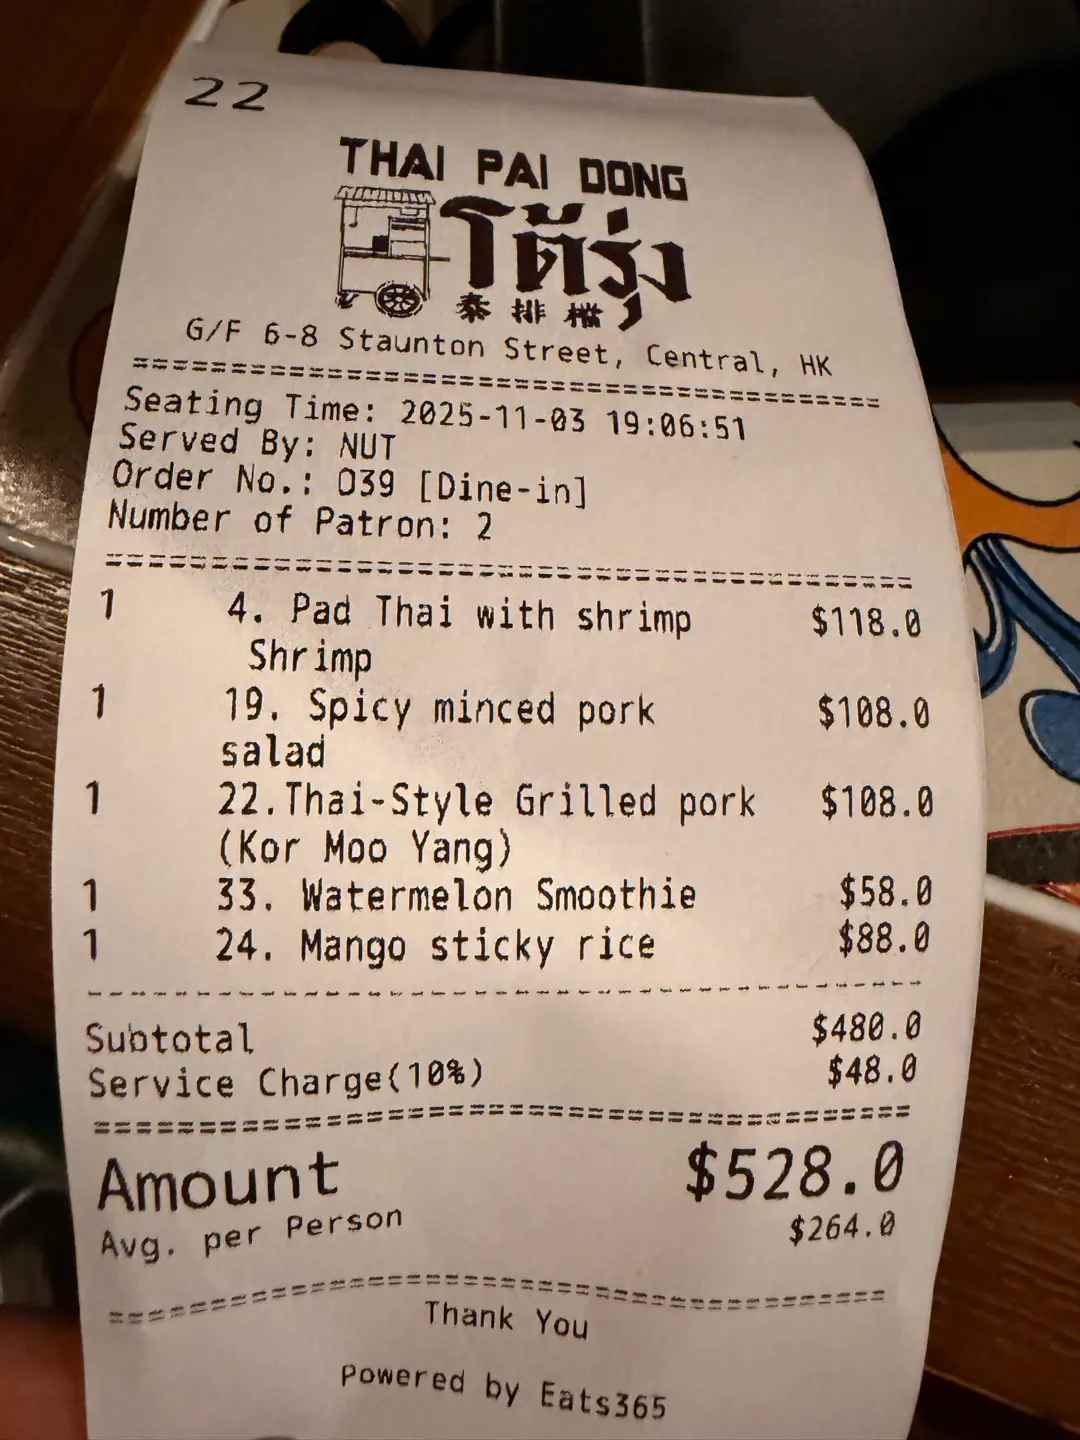 22
THAI PAI DONG
โต้รุ่ง
泰排檔
G/F 6-8 Staunton Street, Central, HK
==================================================
Seating Time: 2025-11-03 19:06:51
Served By: NUT
Order No.: O39 [Dine-in]
Number of Patron: 2
==================================================
1 4. Pad Thai with shrimp $118.0
Shrimp
1 19. Spicy minced pork $108.0
salad
1 22.Thai-Style Grilled pork $108.0
(Kor Moo Yang)
1 33. Watermelon Smoothie $58.0
1 24. Mango sticky rice $88.0
--------------------------------------------------
Subtotal $480.0
Service Charge(10%) $48.0
==================================================
Amount $528.0
Avg. per Person $264.0
==================================================
Thank You
Powered by Eats365